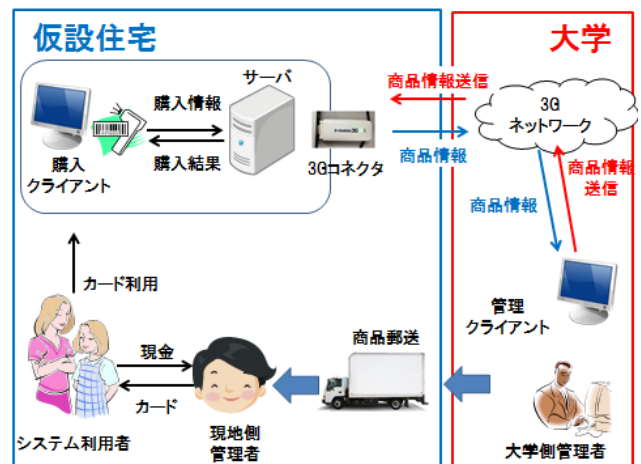 仮設住宅
大学
サーバ
購入情報
購入結果
購入
クライアント
3Gコネクタ
商品情報送信
商品情報
3G
ネットワーク
商品情報
商品情報
送信
管理
クライアント
カード利用
現金
カード
商品郵送
システム利用者
現地側
管理者
大学側管理者